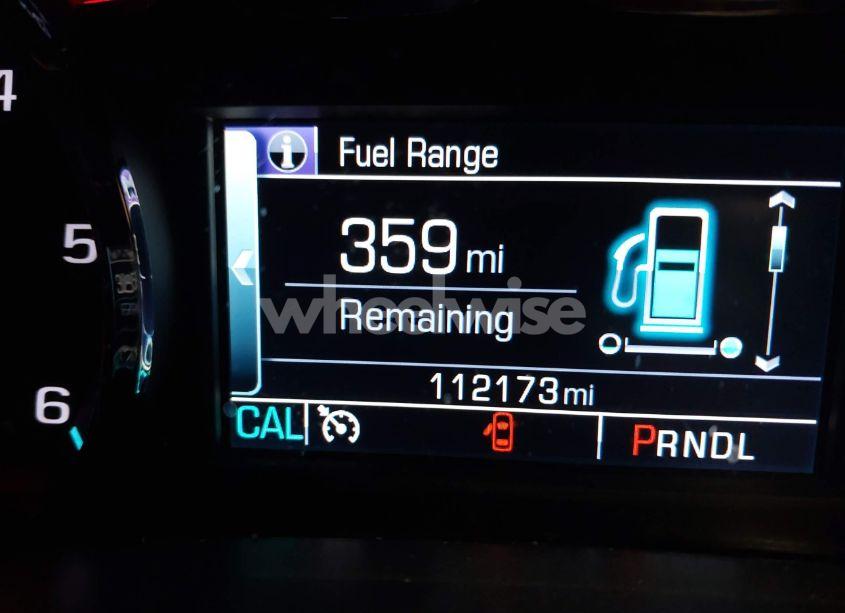 4
5
6
Fuel Range
359 mi
Remaining
wheelwise
112173 mi
CAL
PRNDL